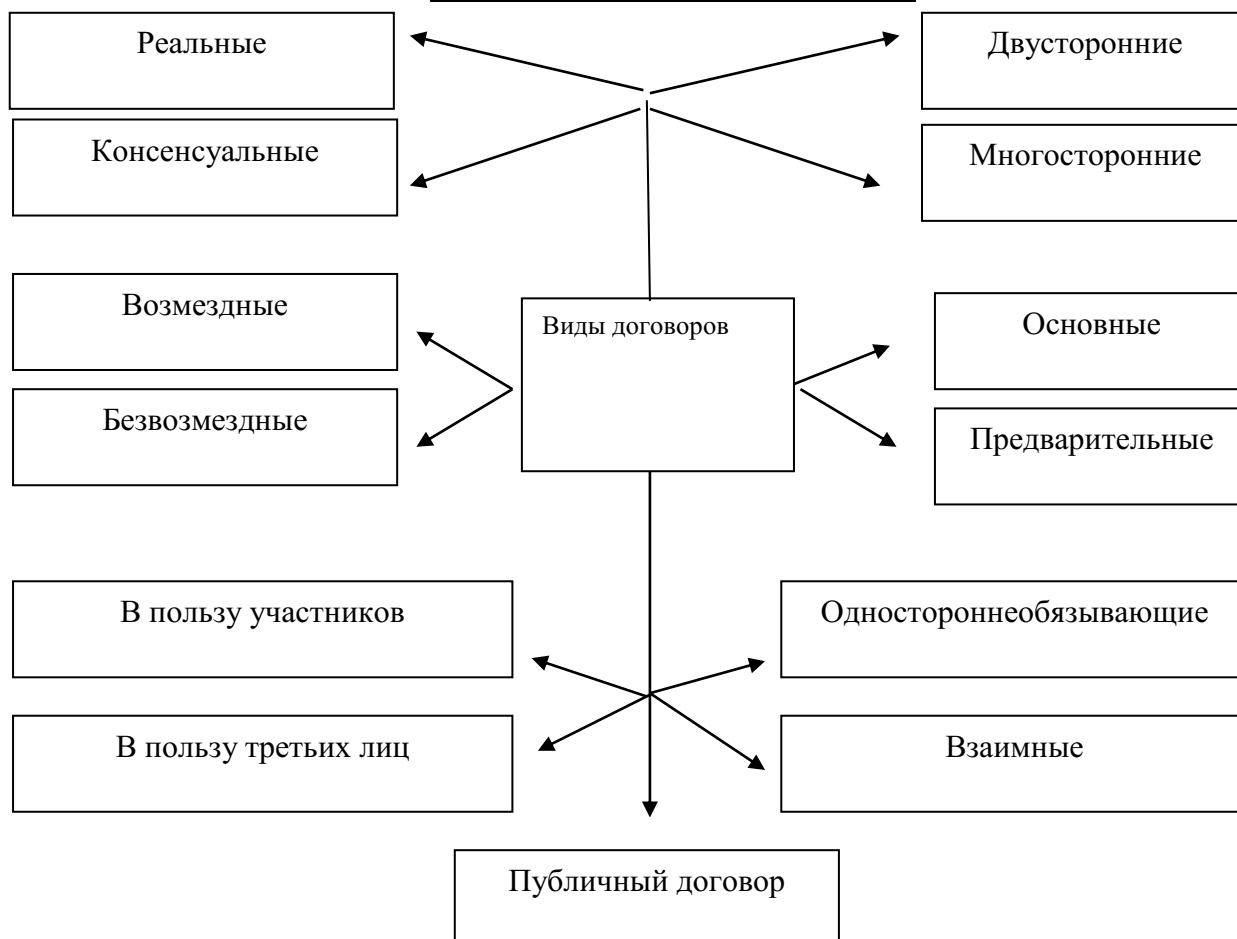 Реальные
Двусторонние
Консенсуальные
Многосторонние
Возмездные
Виды договоров
Основные
Безвозмездные
Предварительные
В пользу участников
Одностороннеобязывающие
В пользу третьих лиц
Взаимные
Публичный договор